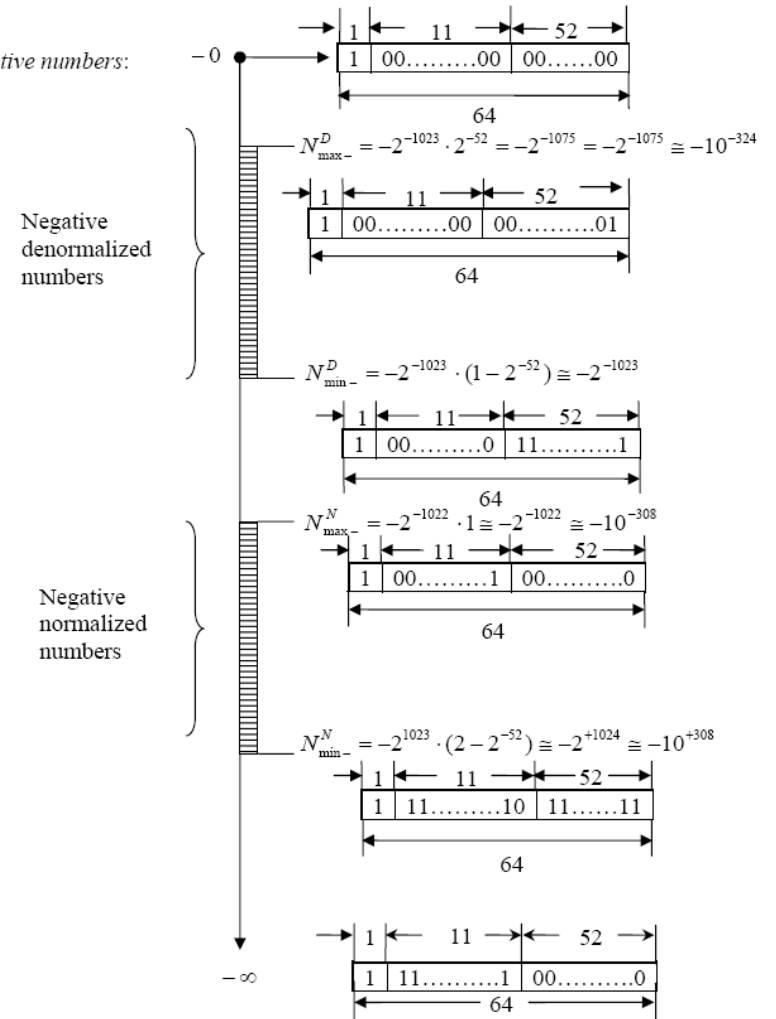 1 11 52
tive numbers: −0 1 00.........00 00......00
64
N^D_max− = −2^−1023 · 2^−52 = −2^−1075 = −2^−1075 ≅ −10^−324
1 11 52
1 00.........00 00..........01
64
Negative
denormalized
numbers
N^D_min− = −2^−1023 · (1 − 2^−52) ≅ −2^−1023
1 11 52
1 00.........0 11..........1
64
N^N_max− = −2^−1022 · 1 ≅ −2^−1022 ≅ −10^−308
1 11 52
1 00.........1 00..........0
64
Negative
normalized
numbers
N^N_min− = −2^1023 · (2 − 2^−52) ≅ −2^+1024 ≅ −10^+308
1 11 52
1 11.........10 11......11
64
1 11 52
−∞ 1 11..........1 00..........0
64